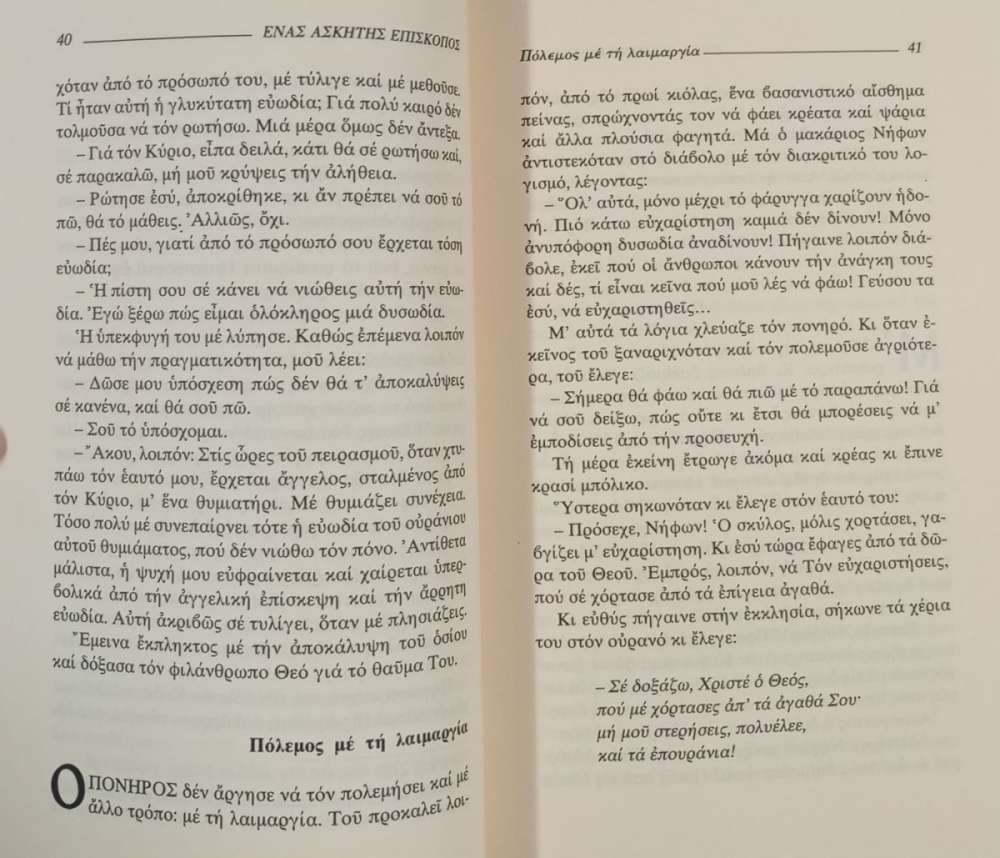 40 ΕΝΑΣ ΑΣΚΗΤΗΣ ΕΠΙΣΚΟΠΟΣ
χόταν ἀπό τό πρόσωπό του, μέ τύλιγε καί μέ μεθοῦσε.
Τί ἦταν αὐτή ἡ γλυκύτατη εὐωδία; Γιά πολύ καιρό δέν
τολμοῦσα νά τόν ρωτήσω. Μιά μέρα ὅμως δέν ἄντεξα.
– Γιά τόν Κύριο, εἶπα δειλά, κάτι θά σέ ρωτήσω καί,
σέ παρακαλῶ, μή μοῦ κρύψεις τήν ἀλήθεια.
– Ρώτησε ἐσύ, ἀποκρίθηκε, κι ἄν πρέπει νά σοῦ τό
πῶ, θά τό μάθεις. Ἀλλιῶς, ὄχι.
– Πές μου, γιατί ἀπό τό πρόσωπό σου ἔρχεται τόση
εὐωδία;
– Ἡ πίστη σου σέ κάνει νά νιώθεις αὐτή τήν εὐω-
δία. Ἐγώ ξέρω πώς εἶμαι ὁλόκληρος μιά δυσωδία.
Ἡ ὑπεκφυγή του μέ λύπησε. Καθώς ἐπέμενα λοιπόν
νά μάθω τήν πραγματικότητα, μοῦ λέει:
– Δῶσε μου ὑπόσχεση πώς δέν θά τ’ ἀποκαλύψεις
σέ κανένα, καί θά σοῦ πῶ.
– Σοῦ τό ὑπόσχομαι.
– Ἄκου, λοιπόν: Στίς ὧρες τοῦ πειρασμοῦ, ὅταν χτυ-
πάω τόν ἑαυτό μου, ἔρχεται ἄγγελος, σταλμένος ἀπό
τόν Κύριο, μ’ ἕνα θυμιατήρι. Μέ θυμιάζει συνέχεια.
Τόσο πολύ μέ συνεπαίρνει τότε ἡ εὐωδία τοῦ οὐράνιου
αὐτοῦ θυμιάματος, πού δέν νιώθω τόν πόνο. Ἀντίθετα
μάλιστα, ἡ ψυχή μου εὐφραίνεται καί χαίρεται ὑπερ-
βολικά ἀπό τήν ἀγγελική ἐπίσκεψη καί τήν ἄρρητη
εὐωδία. Αὐτή ἀκριβῶς σέ τυλίγει, ὅταν μέ πλησιάζεις.
Ἔμεινα ἔκπληκτος μέ τήν ἀποκάλυψη τοῦ ὁσίου
καί δόξασα τόν φιλάνθρωπο Θεό γιά τό θαῦμα Του.
Πόλεμος μέ τή λαιμαργία
Ο ΠΟΝΗΡΟΣ δέν ἄργησε νά τόν πολεμήσει καί μέ
ἄλλο τρόπο: μέ τή λαιμαργία. Τοῦ προκαλεῖ λοι-
Πόλεμος μέ τή λαιμαργία 41
πόν, ἀπό τό πρωί κιόλας, ἕνα βασανιστικό αἴσθημα
πείνας, σπρώχνοντάς τον νά φάει κρέατα καί ψάρια
καί ἄλλα πλούσια φαγητά. Μά ὁ μακάριος Νήφων
ἀντιστεκόταν στό διάβολο μέ τόν διακριτικό του λο-
γισμό, λέγοντας:
– Ὅλ’ αὐτά, μόνο μέχρι τό φάρυγγα χαρίζουν ἡδο-
νή. Πιό κάτω εὐχαρίστηση καμιά δέν δίνουν! Μόνο
ἀνυπόφορη δυσωδία ἀναδίνουν! Πήγαινε λοιπόν διά-
βολε, ἐκεῖ πού οἱ ἄνθρωποι κάνουν τήν ἀνάγκη τους
καί δές, τί εἶναι κεῖνα πού μοῦ λές νά φάω! Γεύσου τα
ἐσύ, νά εὐχαριστηθεῖς...
Μ’ αὐτά τά λόγια χλεύαζε τόν πονηρό. Κι ὅταν ἐ-
κεῖνος τοῦ ξαναριχνόταν καί τόν πολεμοῦσε ἀγριότε-
ρα, τοῦ ἔλεγε:
– Σήμερα θά φάω καί θά πιῶ μέ τό παραπάνω! Γιά
νά σοῦ δείξω, πώς οὔτε κι ἔτσι θά μπορέσεις νά μ’
ἐμποδίσεις ἀπό τήν προσευχή.
Τή μέρα ἐκείνη ἔτρωγε ἀκόμα καί κρέας κι ἔπινε
κρασί μπόλικο.
Ὕστερα σηκωνόταν κι ἔλεγε στόν ἑαυτό του:
– Πρόσεχε, Νήφων! Ὁ σκύλος, μόλις χορτάσει, γα-
βγίζει μ’ εὐχαρίστηση. Κι ἐσύ τώρα ἔφαγες ἀπό τά δῶ-
ρα τοῦ Θεοῦ. Ἐμπρός, λοιπόν, νά Τόν εὐχαριστήσεις,
πού σέ χόρτασε ἀπό τά ἐπίγεια ἀγαθά.
Κι εὐθύς πήγαινε στήν ἐκκλησία, σήκωνε τά χέρια
του στόν οὐρανό κι ἔλεγε:
– Σέ δοξάζω, Χριστέ ὁ Θεός,
πού μέ χόρτασες ἀπ’ τά ἀγαθά Σου·
μή μοῦ στερήσεις, πολυέλεε,
καί τά ἐπουράνια!